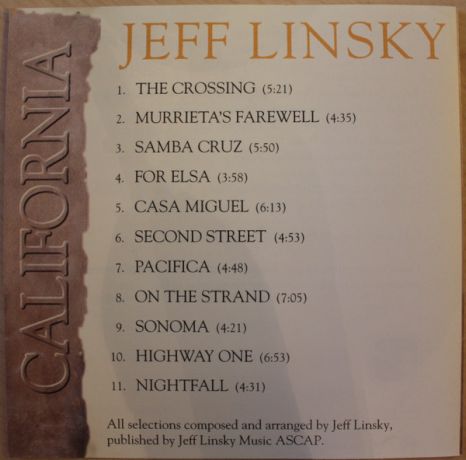 CALIFORNIA
JEFF LINSKY
1. THE CROSSING (5:21)
2. MURRIETA'S FAREWELL (4:35)
3. SAMBA CRUZ (5:50)
4. FOR ELSA (3:58)
5. CASA MIGUEL (6:13)
6. SECOND STREET (4:53)
7. PACIFICA (4:48)
8. ON THE STRAND (7:05)
9. SONOMA (4:21)
10. HIGHWAY ONE (6:53)
11. NIGHTFALL (4:31)
All selections composed and arranged by Jeff Linsky,
published by Jeff Linsky Music ASCAP.